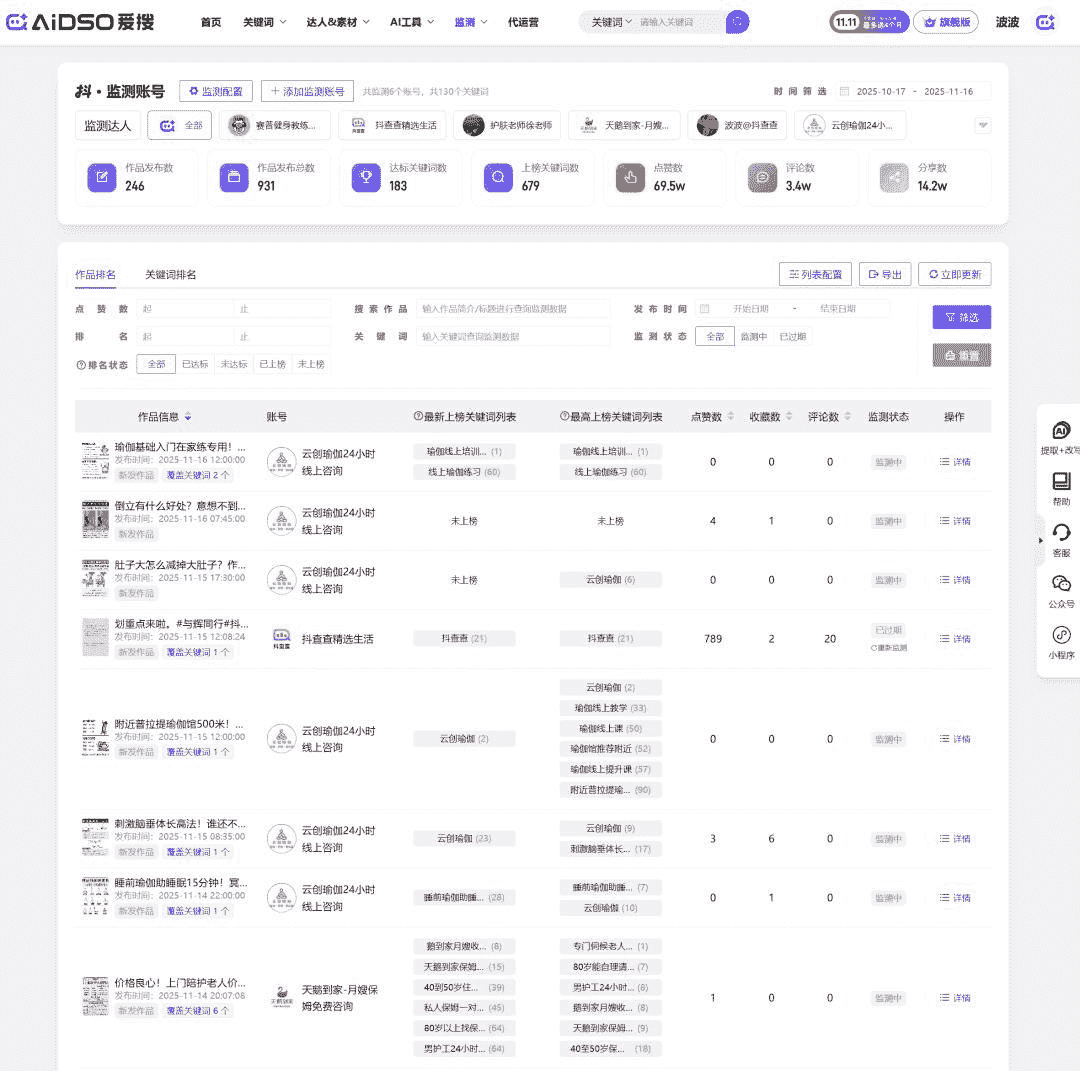 AiDSO爱搜 首页 关键词 达人&素材 AI工具 监测 代运营 关键词 请输入关键词 11.11 旗舰版 波波
抖·监测账号 监测配置 添加监测账号 共监测6个账号，共130个关键词 时间筛选 2025-10-17 - 2025-11-16
监测达人 全部 赛普健身教练... 抖查查精选生活 护肤老师徐老师 天鹅到家-月嫂... 波波@抖查查 云创瑜伽24小...
作品发布数 作品发布总数 达标关键词数 上榜关键词数 点赞数 评论数 分享数
246 931 183 679 69.5w 3.4w 14.2w
作品排名 关键词排名 列表配置 导出 立即更新
点赞数 起 止 搜索作品 输入作品简介/标题进行查询监测数据 发布时间 开始日期 - 结束日期 筛选
排名 起 止 关键词 输入关键词查询监测数据 监测状态 全部 监测中 已过期
重置
排名状态 全部 已达标 未达标 已上榜 未上榜
作品信息 账号 最新上榜关键词列表 最高上榜关键词列表 点赞数 收藏数 评论数 监测状态 操作
瑜伽基础入门在家练专用！...
发布时间：2025-11-16 12:00:00
新发作品 覆盖关键词 2 个
云创瑜伽24小时
线上咨询
瑜伽线上培训... (1)
线上瑜伽练习 (60)
瑜伽线上培训... (1)
线上瑜伽练习 (60)
0 0 0 监测中 详情
倒立有什么好处？意想不到...
发布时间：2025-11-16 07:45:00
新发作品
云创瑜伽24小时
线上咨询
未上榜 未上榜 4 1 0 监测中 详情
肚子大怎么减掉大肚子？作...
发布时间：2025-11-15 17:30:00
新发作品
云创瑜伽24小时
线上咨询
未上榜 云创瑜伽 (6) 0 0 0 监测中 详情
划重点来啦。#与辉同行#抖...
发布时间：2025-11-15 12:08:24
新发作品 覆盖关键词 1 个
抖查查精选生活
抖查查 (21) 抖查查 (21) 789 2 20 已过期 详情
重新监测
附近普拉提瑜伽馆500米！...
发布时间：2025-11-15 12:00:00
新发作品 覆盖关键词 1 个
云创瑜伽24小时
线上咨询
云创瑜伽 (2)
云创瑜伽 (2)
瑜伽线上教学 (33)
瑜伽线上课 (50)
瑜伽馆推荐附近 (52)
瑜伽线上提升课 (57)
附近普拉提瑜... (90)
0 0 0 监测中 详情
刺激脑垂体长高法！谁还不...
发布时间：2025-11-15 08:35:00
新发作品 覆盖关键词 1 个
云创瑜伽24小时
线上咨询
云创瑜伽 (23)
云创瑜伽 (9)
刺激脑垂体长... (17)
3 6 0 监测中 详情
睡前瑜伽助睡眠15分钟！冥...
发布时间：2025-11-14 22:00:00
新发作品 覆盖关键词 1 个
云创瑜伽24小时
线上咨询
睡前瑜伽助睡... (28)
睡前瑜伽助睡... (7)
云创瑜伽 (10)
0 1 0 监测中 详情
价格良心！上门陪护老人价...
发布时间：2025-11-14 20:07:08
新发作品 覆盖关键词 6 个
天鹅到家-月嫂保
姆免费咨询
鹅到家月嫂收... (8)
天鹅到家保姆... (15)
40到50岁住... (39)
私人保姆一对... (45)
80岁以上找保... (64)
男护工24小时... (64)
专门伺候老人... (1)
80岁能自理请... (7)
男护工24小时... (8)
鹅到家月嫂收... (8)
天鹅到家保姆... (9)
40至50岁保... (18)
1 0 0 监测中 详情
AI
提取+改写
帮助
客服
公众号
小程序